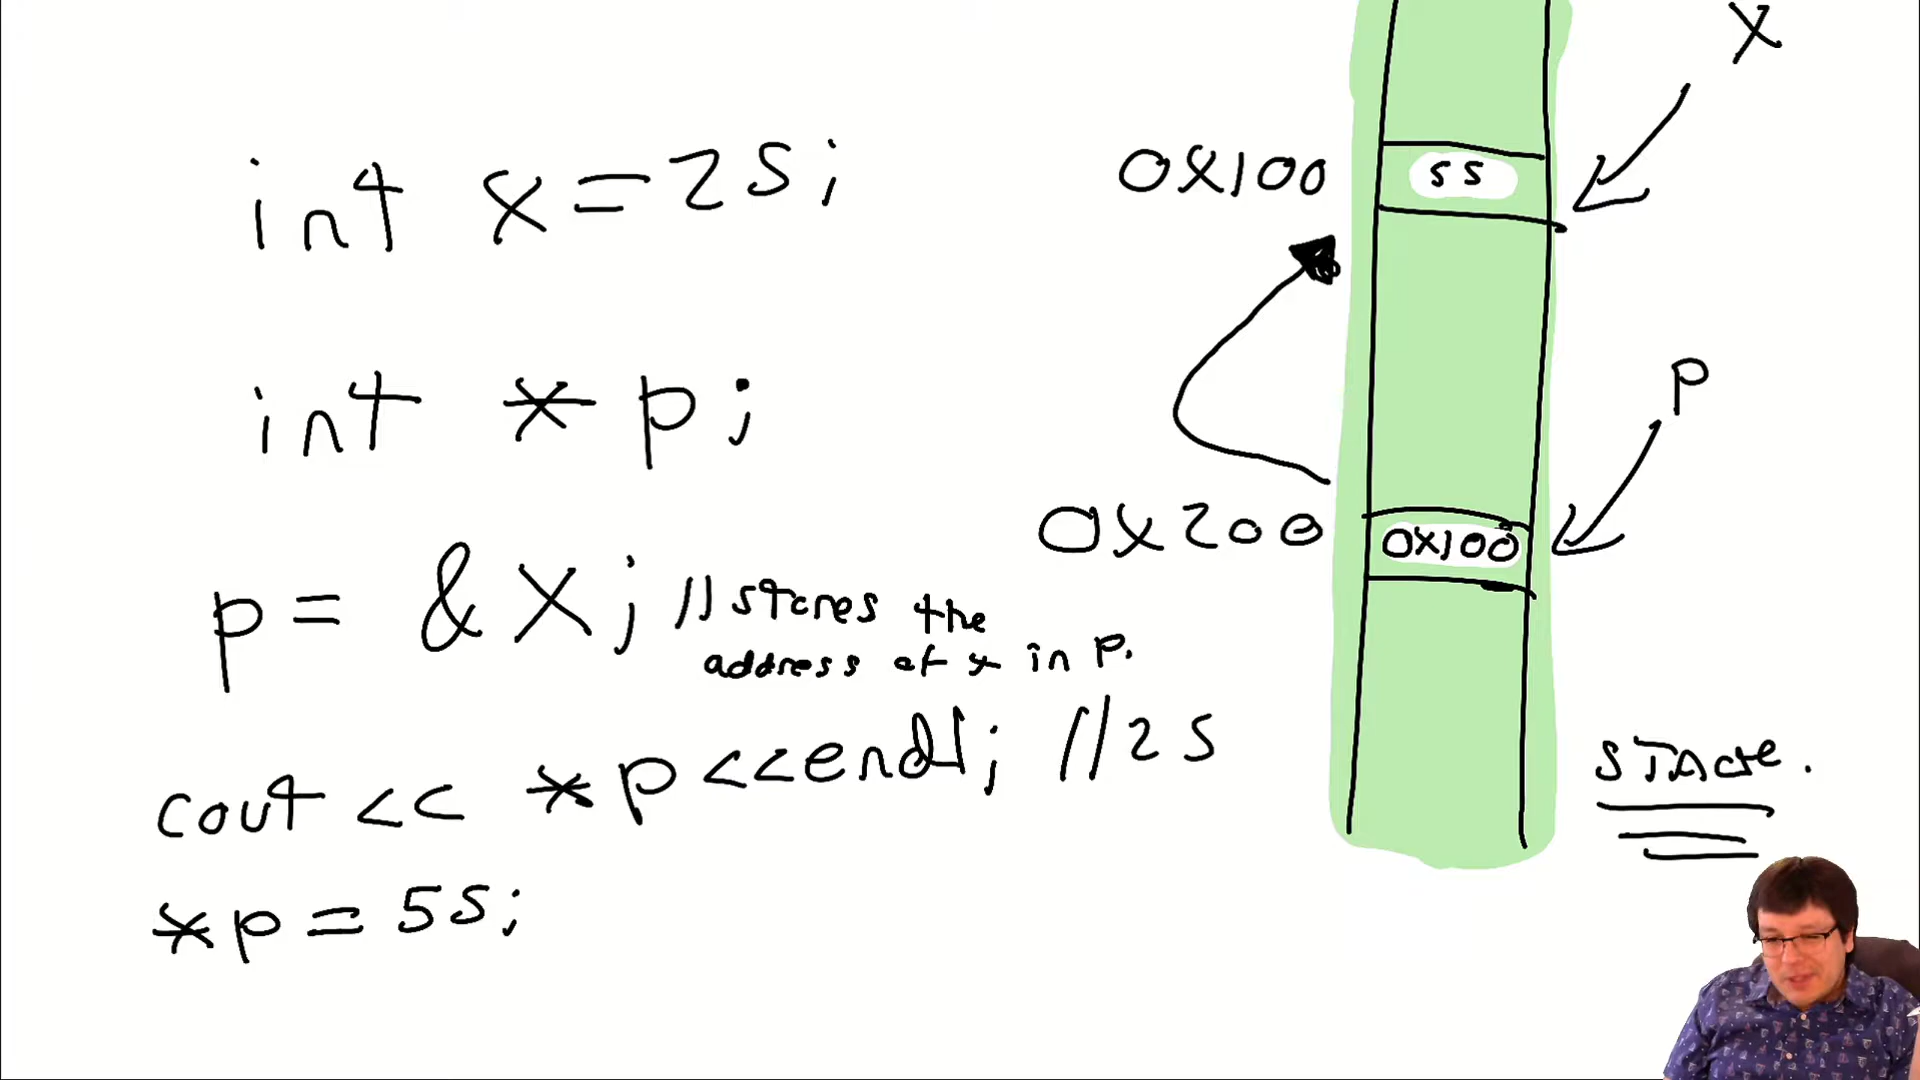 int x=25;
int * p;
p= &x; //stores the
address of x in p.
cout << *p<<endl; //25
*p = 55;
X
0X100
55
P
0X200
0X100
STACK.